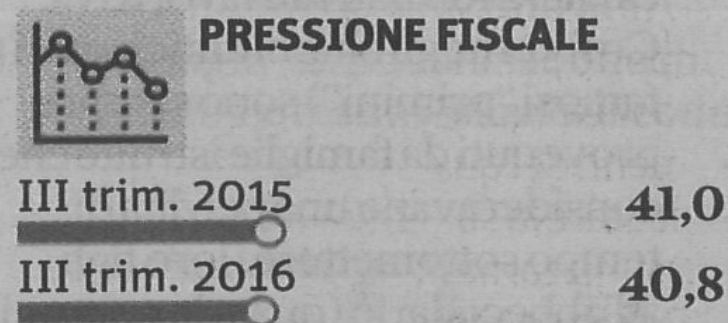 PRESSIONE FISCALE
III trim. 2015 41,0
III trim. 2016 40,8